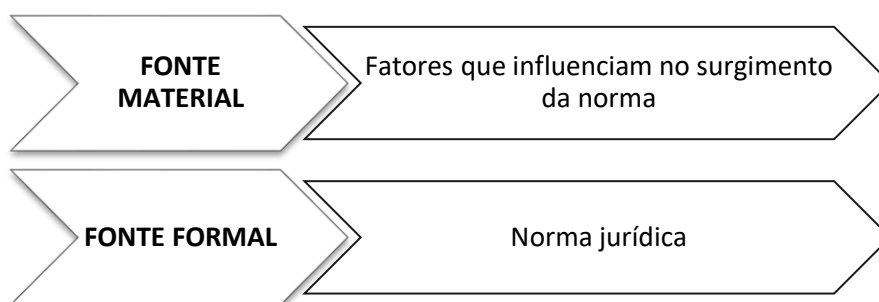 FONTE
MATERIAL
Fatores que influenciam no surgimento
da norma
FONTE FORMAL
Norma jurídica